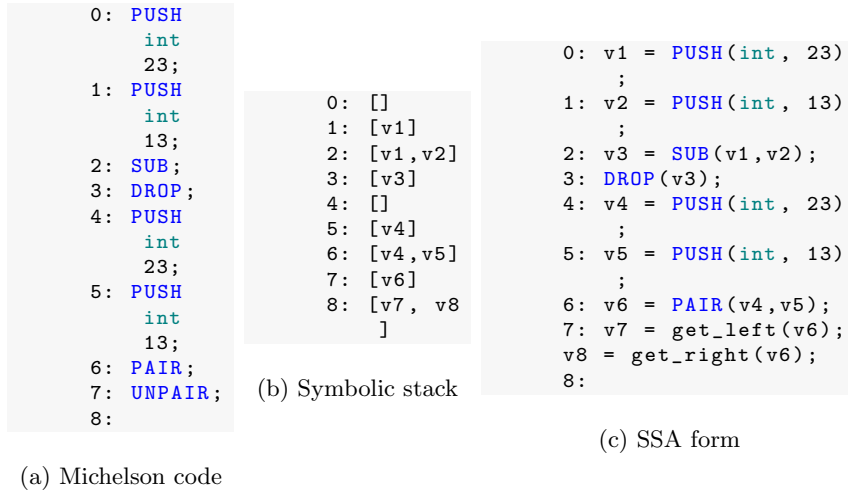 0: PUSH
int
23;
1: PUSH
int
13;
2: SUB;
3: DROP;
4: PUSH
int
23;
5: PUSH
int
13;
6: PAIR;
7: UNPAIR;
8:
(a) Michelson code
0: []
1: [v1]
2: [v1,v2]
3: [v3]
4: []
5: [v4]
6: [v4,v5]
7: [v6]
8: [v7, v8
]
(b) Symbolic stack
0: v1 = PUSH(int, 23)
;
1: v2 = PUSH(int, 13)
;
2: v3 = SUB(v1,v2);
3: DROP(v3);
4: v4 = PUSH(int, 23)
;
5: v5 = PUSH(int, 13)
;
6: v6 = PAIR(v4,v5);
7: v7 = get_left(v6);
v8 = get_right(v6);
8:
(c) SSA form